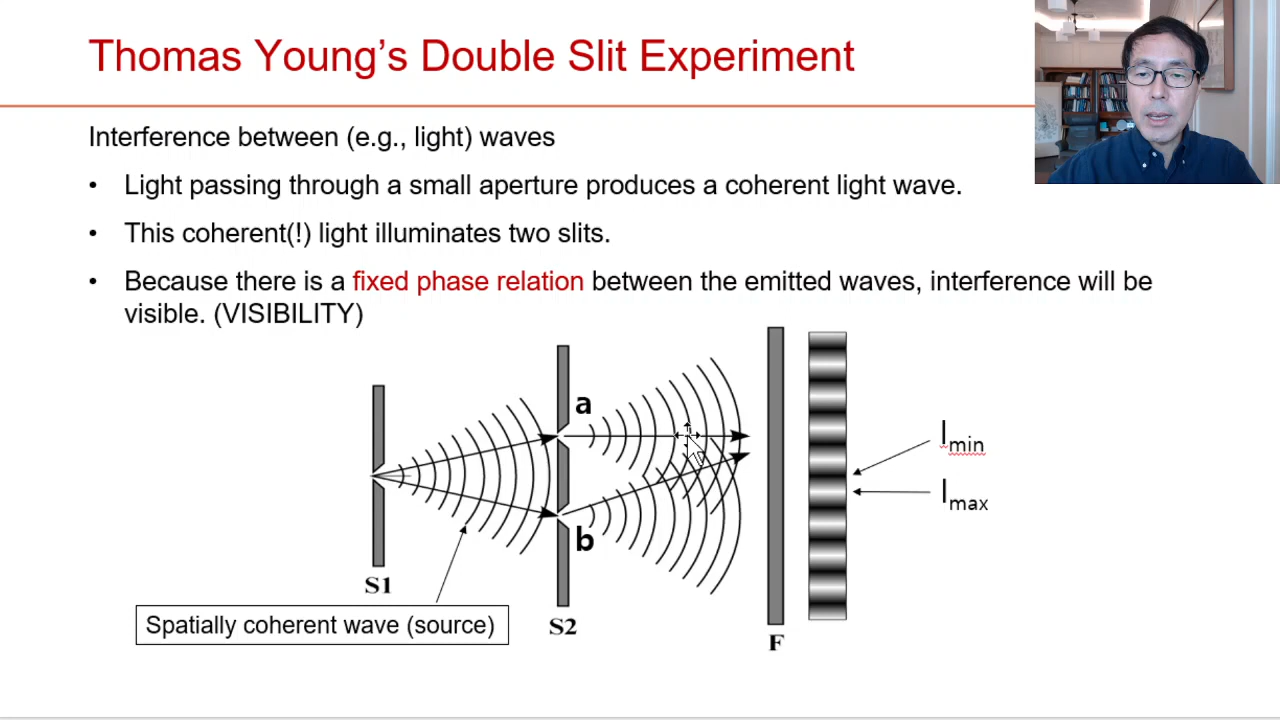 Thomas Young's Double Slit Experiment
Interference between (e.g., light) waves
• Light passing through a small aperture produces a coherent light wave.
• This coherent(!) light illuminates two slits.
• Because there is a fixed phase relation between the emitted waves, interference will be
visible. (VISIBILITY)
a
b
Imin
Imax
S1
Spatially coherent wave (source)
S2
F